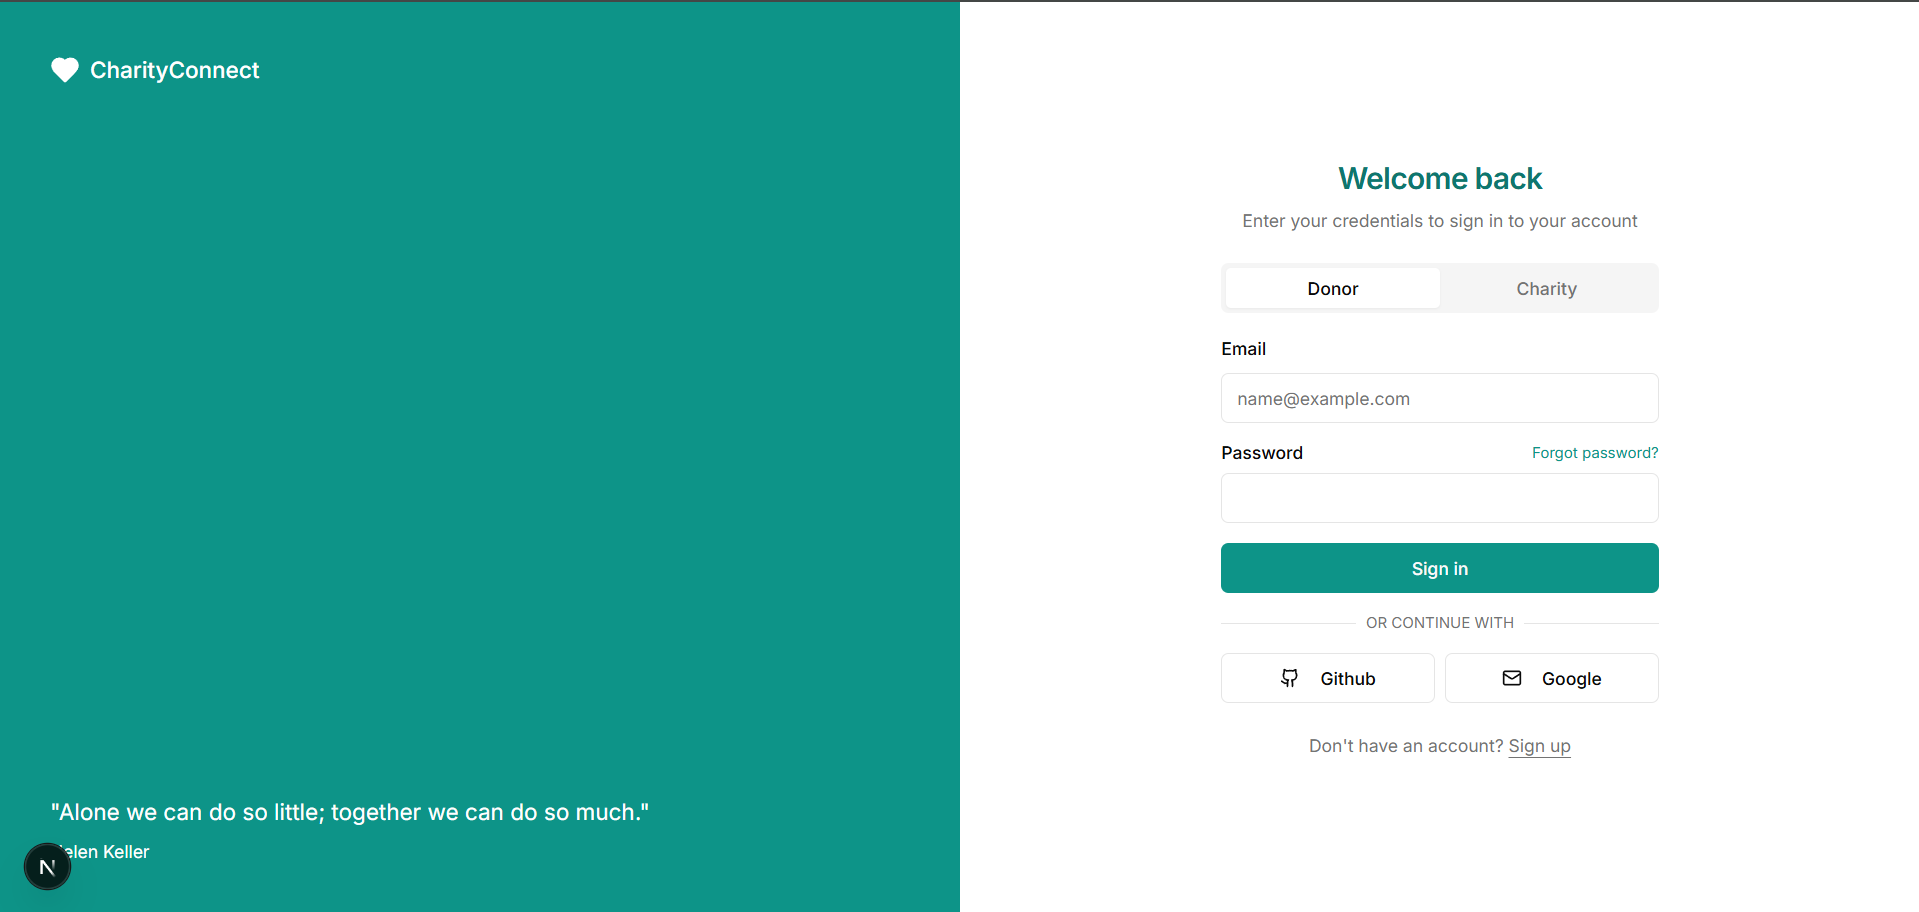 CharityConnect
"Alone we can do so little; together we can do so much."
Keller
N
Welcome back
Enter your credentials to sign in to your account
Donor
Charity
Email
name@example.com
Password
Forgot password?
Sign in
OR CONTINUE WITH
Github
Google
Don't have an account? Sign up